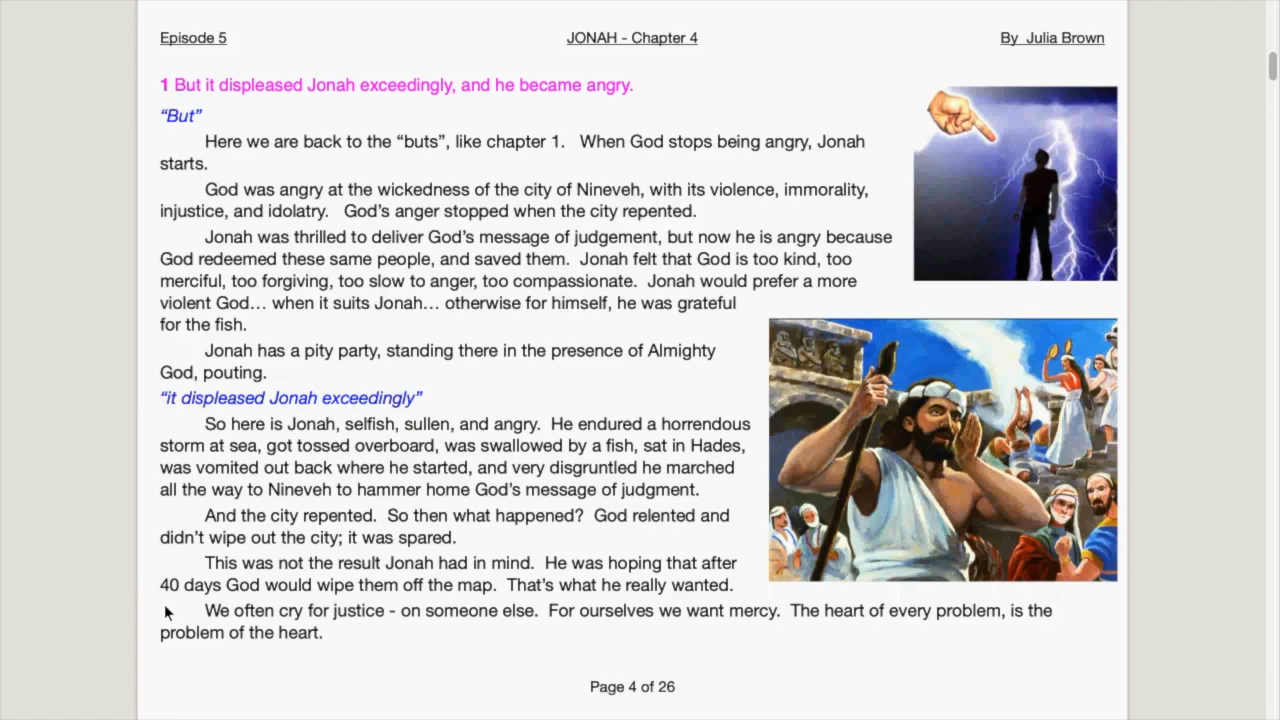 Episode 5 JONAH - Chapter 4 By Julia Brown
1 But it displeased Jonah exceedingly, and he became angry.
“But”
Here we are back to the “buts”, like chapter 1. When God stops being angry, Jonah
starts.
God was angry at the wickedness of the city of Nineveh, with its violence, immorality,
injustice, and idolatry. God’s anger stopped when the city repented.
Jonah was thrilled to deliver God’s message of judgement, but now he is angry because
God redeemed these same people, and saved them. Jonah felt that God is too kind, too
merciful, too forgiving, too slow to anger, too compassionate. Jonah would prefer a more
violent God… when it suits Jonah… otherwise for himself, he was grateful
for the fish.
Jonah has a pity party, standing there in the presence of Almighty
God, pouting.
“it displeased Jonah exceedingly”
So here is Jonah, selfish, sullen, and angry. He endured a horrendous
storm at sea, got tossed overboard, was swallowed by a fish, sat in Hades,
was vomited out back where he started, and very disgruntled he marched
all the way to Nineveh to hammer home God’s message of judgment.
And the city repented. So then what happened? God relented and
didn’t wipe out the city; it was spared.
This was not the result Jonah had in mind. He was hoping that after
40 days God would wipe them off the map. That’s what he really wanted.
We often cry for justice - on someone else. For ourselves we want mercy. The heart of every problem, is the
problem of the heart.
Page 4 of 26